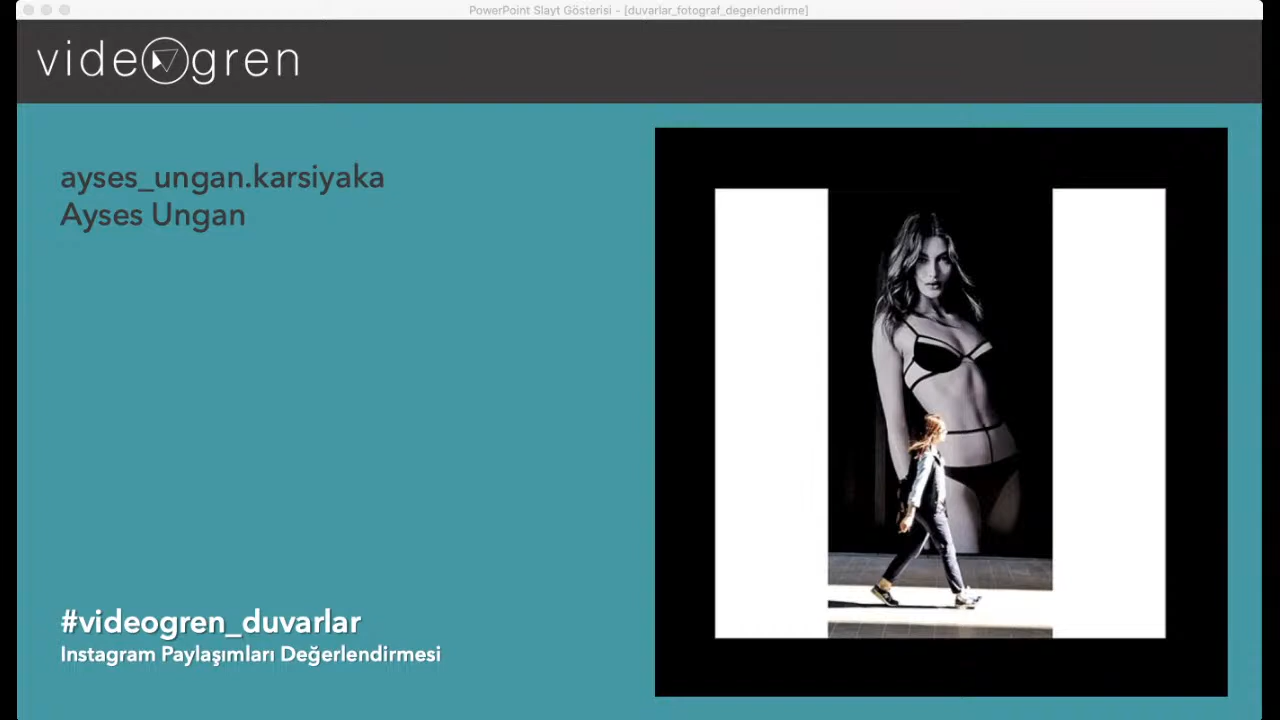 PowerPoint Slayt Gösterisi - [duvarlar_fotograf_degerlendirme]
videogren
ayses_ungan.karsiyaka
Ayses Ungan
#videogren_duvarlar
Instagram Paylaşımları Değerlendirmesi